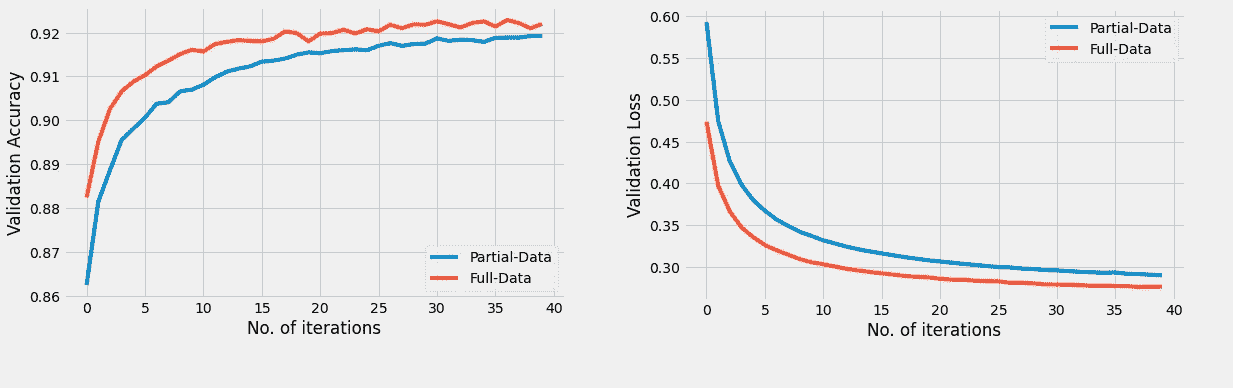 0.92
0.91
0.90
0.89
0.88
0.87
0.86
Validation Accuracy
0 5 10 15 20 25 30 35 40
No. of iterations
Partial-Data
Full-Data
0.60
0.55
0.50
0.45
0.40
0.35
0.30
Validation Loss
0 5 10 15 20 25 30 35 40
No. of iterations
Partial-Data
Full-Data